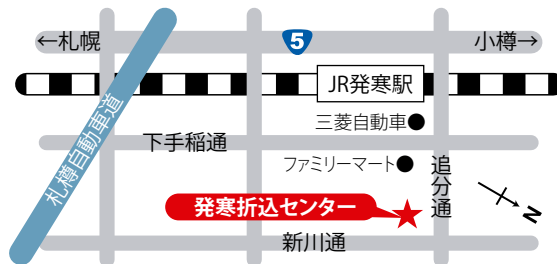 ←札幌
5
小樽→
JR発寒駅
三菱自動車●
下手稲通
ファミリーマート●
追分通
札樽自動車道
発寒折込センター
新川通
N